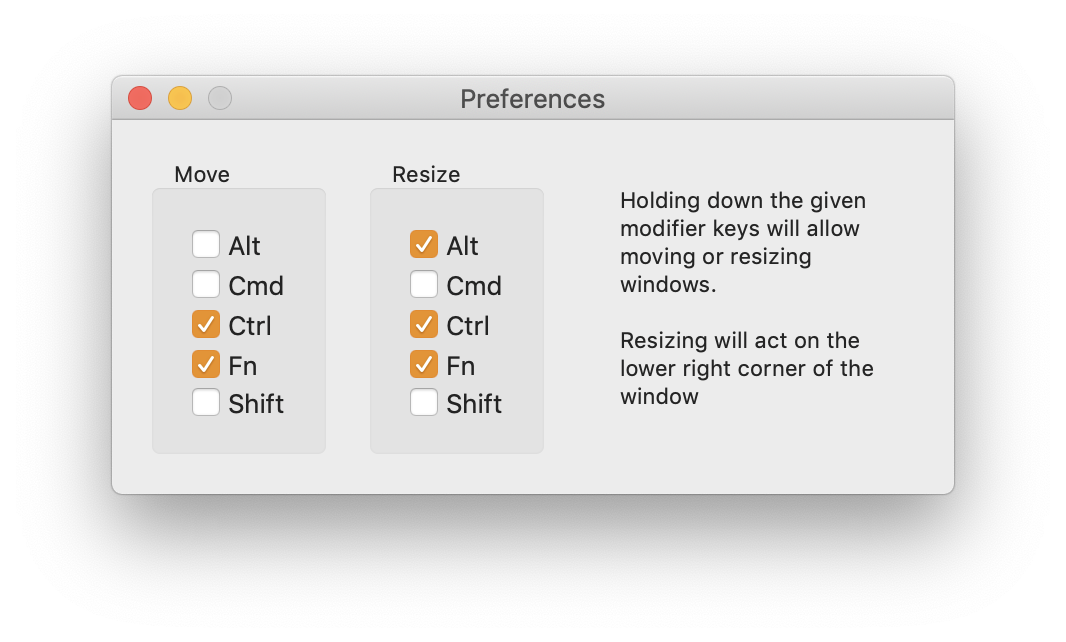 Preferences
Move
Alt
Cmd
Ctrl
Fn
Shift
Resize
Alt
Cmd
Ctrl
Fn
Shift
Holding down the given
modifier keys will allow
moving or resizing
windows.
Resizing will act on the
lower right corner of the
window